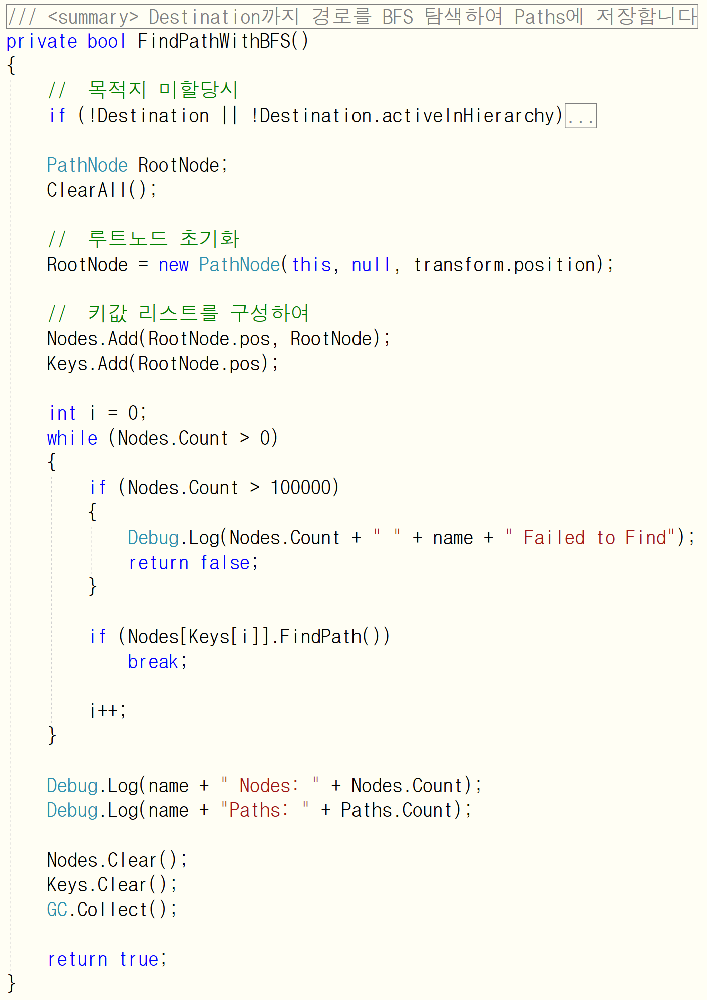 /// <summary> Destination까지 경로를 BFS 탐색하여 Paths에 저장합니다
private bool FindPathWithBFS()
{
    //  목적지 미할당시
    if (!Destination || !Destination.activeInHierarchy)...

    PathNode RootNode;
    ClearAll();

    //  루트노드 초기화
    RootNode = new PathNode(this, null, transform.position);

    //  키값 리스트를 구성하여
    Nodes.Add(RootNode.pos, RootNode);
    Keys.Add(RootNode.pos);

    int i = 0;
    while (Nodes.Count > 0)
    {
        if (Nodes.Count > 100000)
        {
            Debug.Log(Nodes.Count + " " + name + " Failed to Find");
            return false;
        }

        if (Nodes[Keys[i]].FindPath())
            break;

        i++;
    }

    Debug.Log(name + " Nodes: " + Nodes.Count);
    Debug.Log(name + "Paths: " + Paths.Count);

    Nodes.Clear();
    Keys.Clear();
    GC.Collect();

    return true;
}